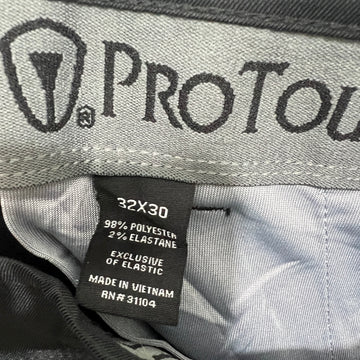 ® PROTOU
32X30
98% POLYESTER
2% ELASTANE
EXCLUSIVE
OF ELASTIC
MADE IN VIETNAM
RN#31104